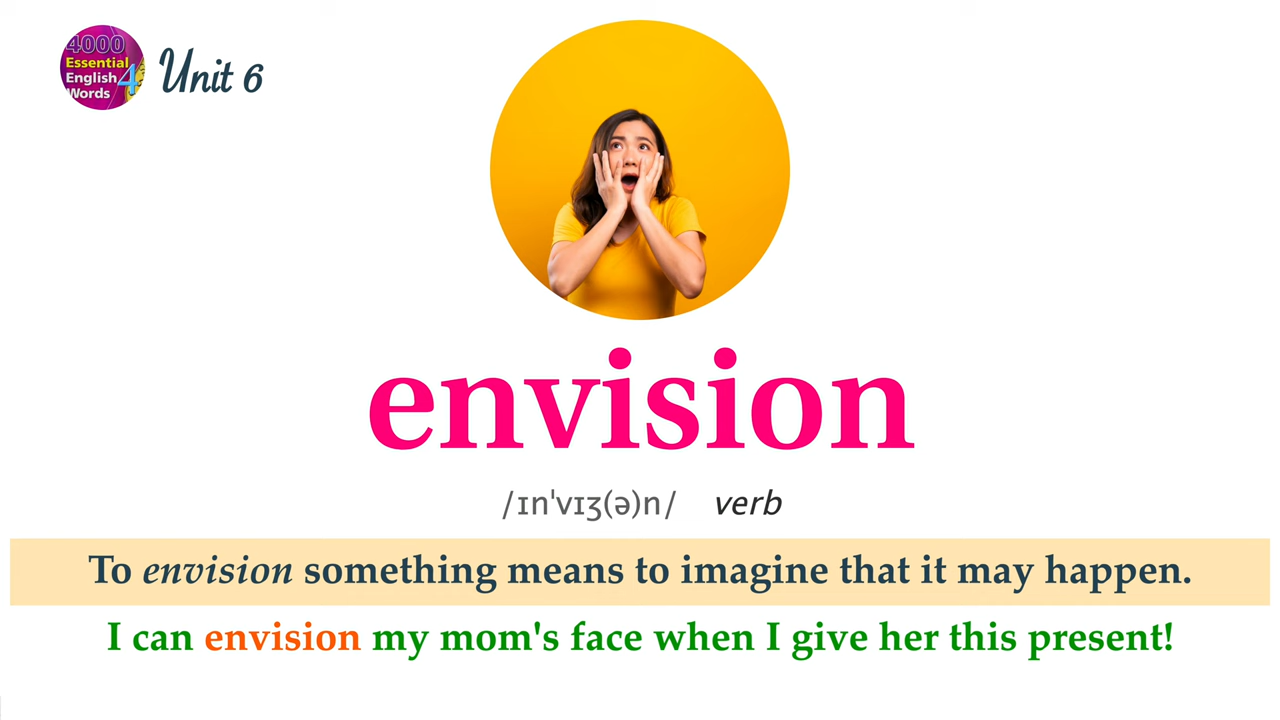 4000
Essential
English
Words
4
Unit 6
envision
/ɪnˈvɪʒ(ə)n/ verb
To envision something means to imagine that it may happen.
I can envision my mom's face when I give her this present!